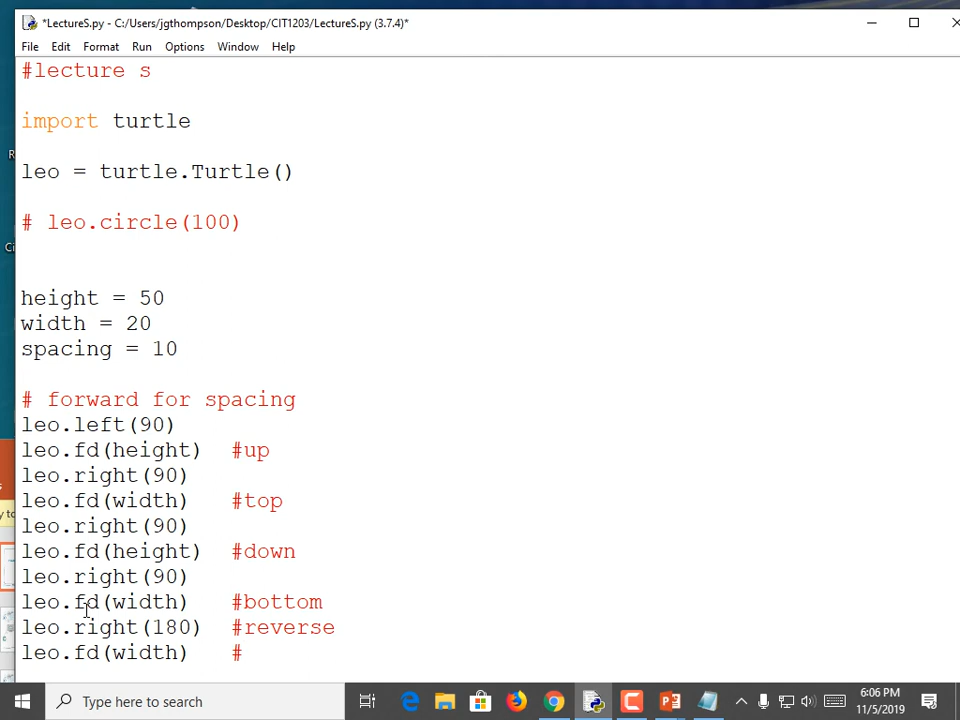 *LectureS.py - C:/Users/jgthompson/Desktop/CIT1203/LectureS.py (3.7.4)*
File Edit Format Run Options Window Help
#lecture s
import turtle
leo = turtle.Turtle()
# leo.circle(100)
height = 50
width = 20
spacing = 10
# forward for spacing
leo.left(90)
leo.fd(height) #up
leo.right(90)
leo.fd(width) #top
leo.right(90)
leo.fd(height) #down
leo.right(90)
leo.fd(width) #bottom
leo.right(180) #reverse
leo.fd(width) #
Type here to search
6:06 PM
11/5/2019